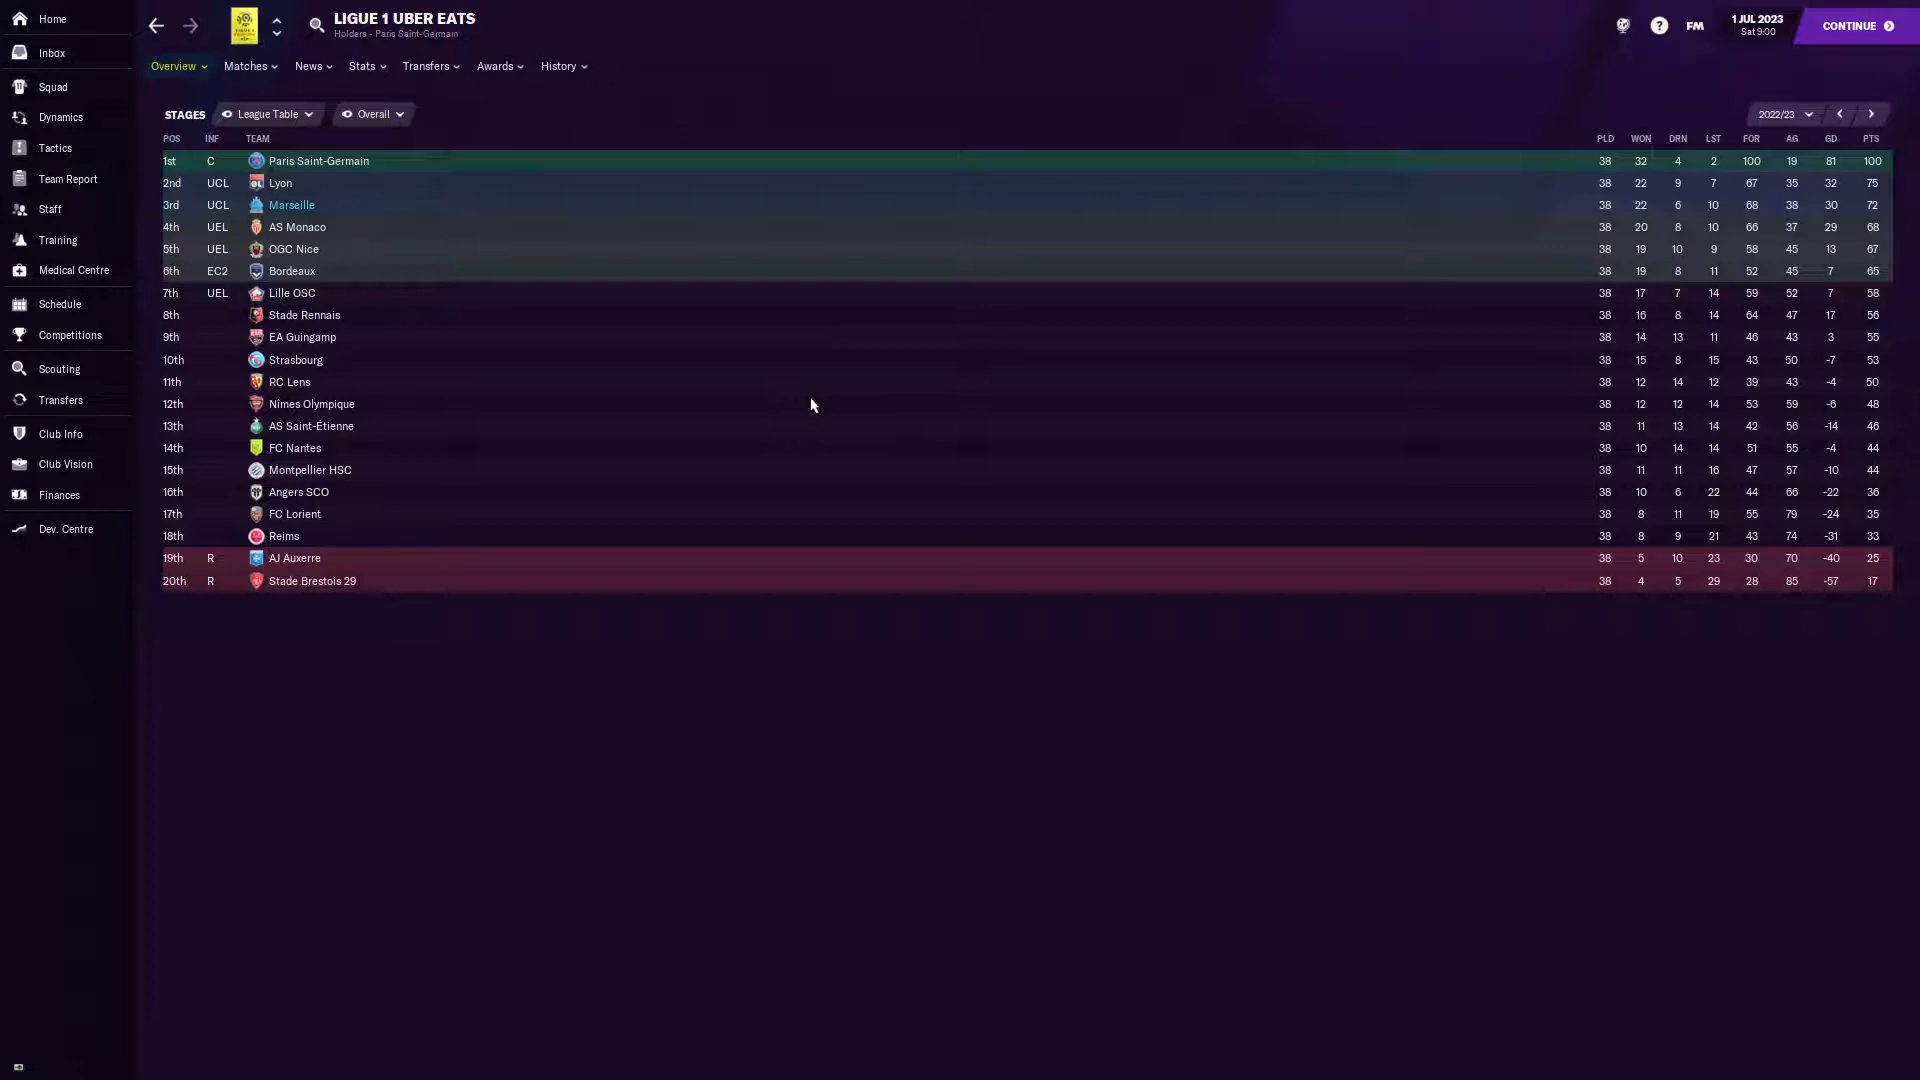 Home
Inbox
Squad
Dynamics
Tactics
Team Report
Staff
Training
Medical Centre
Schedule
Competitions
Scouting
Transfers
Club Info
Club Vision
Finances
Dev. Centre
LIGUE 1 UBER EATS
Holders - Paris Saint-Germain
? FM 1 JUL 2023 CONTINUE
Sat 9:00
Overview Matches News Stats Transfers Awards History
STAGES League Table Overall 2022/23
POS INF TEAM PLD WON DRN LST FOR AG GD PTS
1st C Paris Saint-Germain 38 32 4 2 100 19 81 100
2nd UCL Lyon 38 22 9 7 67 35 32 75
3rd UCL Marseille 38 22 6 10 68 38 30 72
4th UEL AS Monaco 38 20 8 10 66 37 29 68
5th UEL OGC Nice 38 19 10 9 58 45 13 67
6th EC2 Bordeaux 38 19 8 11 52 45 7 65
7th UEL Lille OSC 38 17 7 14 59 52 7 58
8th Stade Rennais 38 16 8 14 64 47 17 56
9th EA Guingamp 38 14 13 11 46 43 3 55
10th Strasbourg 38 15 8 15 43 50 -7 53
11th RC Lens 38 12 14 12 39 43 -4 50
12th Nîmes Olympique 38 12 12 14 53 59 -6 48
13th AS Saint-Étienne 38 11 13 14 42 56 -14 46
14th FC Nantes 38 10 14 14 51 55 -4 44
15th Montpellier HSC 38 11 11 16 47 57 -10 44
16th Angers SCO 38 10 6 22 44 66 -22 36
17th FC Lorient 38 8 11 19 55 79 -24 35
18th Reims 38 8 9 21 43 74 -31 33
19th R AJ Auxerre 38 5 10 23 30 70 -40 25
20th R Stade Brestois 29 38 4 5 29 28 85 -57 17